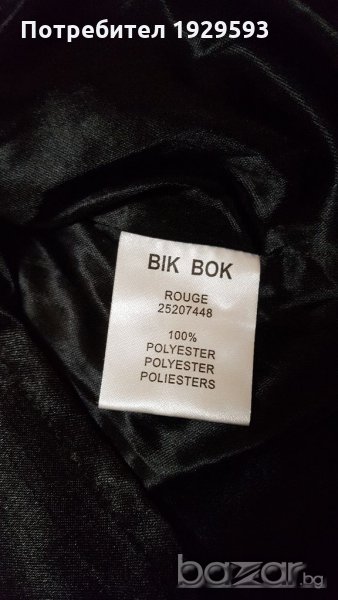 Потребител 1929593
BIK BOK
ROUGE
25207448
100%
POLYESTER
POLYESTER
POLIESTERS
bazar.bg